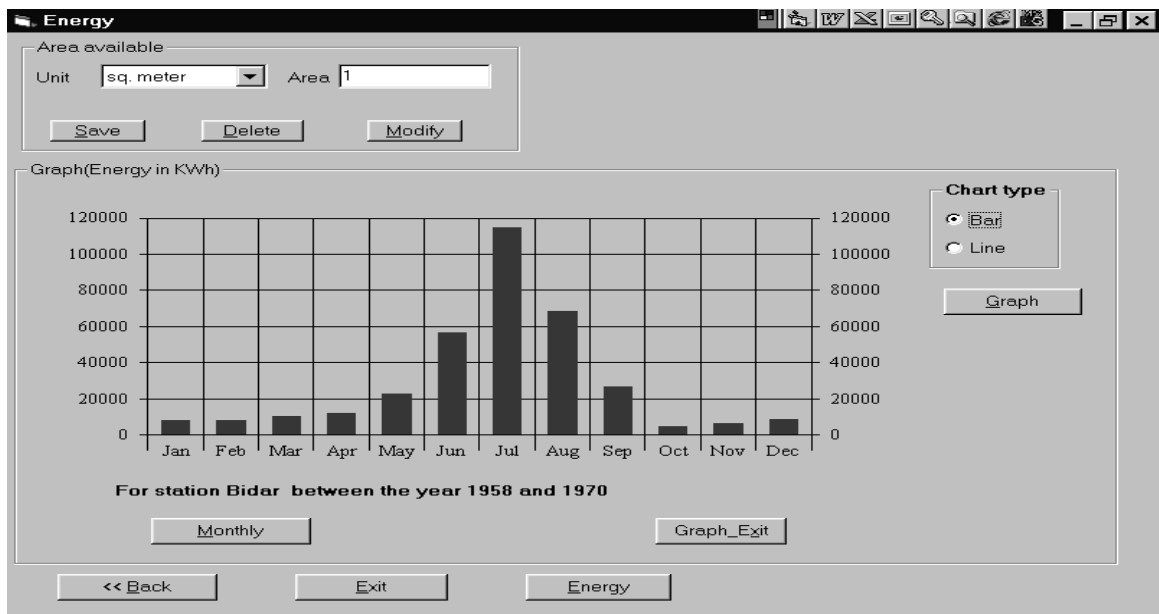 Energy
Area available
Unit sq. meter Area 1
Save Delete Modify
Graph(Energy in KWh)
Chart type
Bar
Line
Graph
120000 120000
100000 100000
80000 80000
60000 60000
40000 40000
20000 20000
0 0
Jan Feb Mar Apr May Jun Jul Aug Sep Oct Nov Dec
For station Bidar between the year 1958 and 1970
Monthly Graph_Exit
<< Back Exit Energy